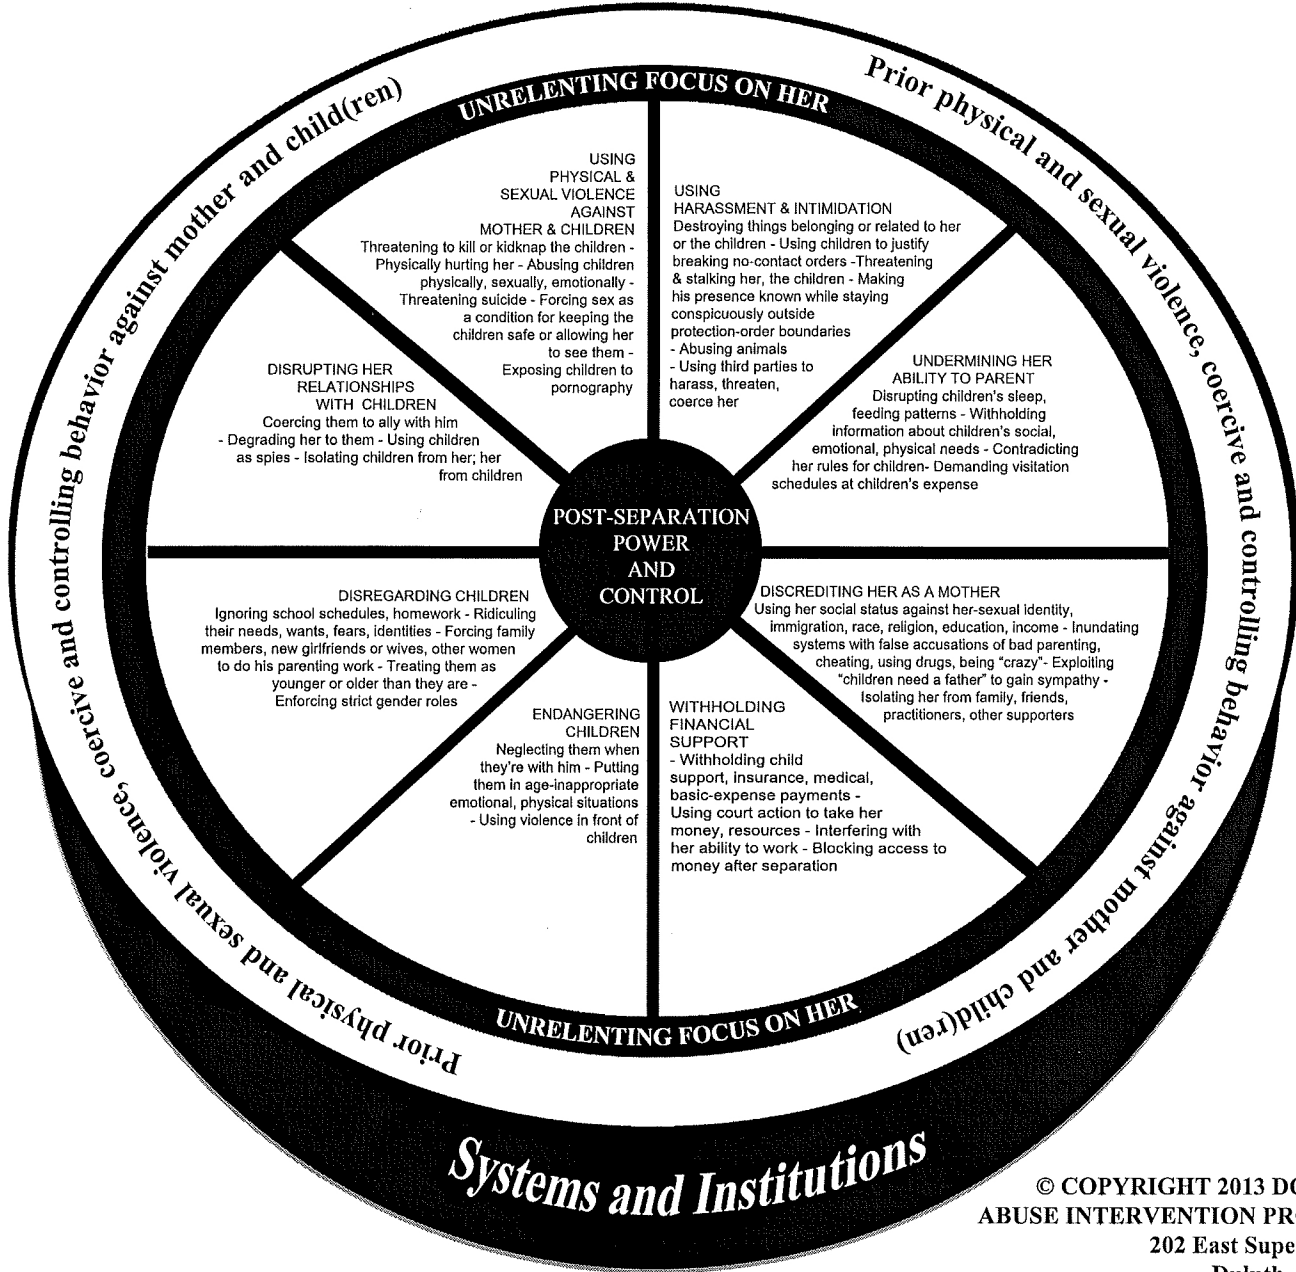 Prior physical and sexual violence, coercive and controlling behavior against mother and child(ren)
Prior physical and sexual violence, coercive and controlling behavior against mother and child(ren)
UNRELENTING FOCUS ON HER
USING
PHYSICAL &
SEXUAL VIOLENCE
AGAINST
MOTHER & CHILDREN
Threatening to kill or kidknap the children -
Physically hurting her - Abusing children
physically, sexually, emotionally -
Threatening suicide - Forcing sex as
a condition for keeping the
children safe or allowing her
to see them -
Exposing children to
pornography
USING
HARASSMENT & INTIMIDATION
Destroying things belonging or related to her
or the children - Using children to justify
breaking no-contact orders -Threatening
& stalking her, the children - Making
his presence known while staying
conspicuously outside
protection-order boundaries
- Abusing animals
- Using third parties to
harass, threaten,
coerce her
UNDERMINING HER
ABILITY TO PARENT
Disrupting children's sleep,
feeding patterns - Withholding
information about children's social,
emotional, physical needs - Contradicting
her rules for children- Demanding visitation
schedules at children's expense
DISCREDITING HER AS A MOTHER
Using her social status against her-sexual identity,
immigration, race, religion, education, income - Inundating
systems with false accusations of bad parenting,
cheating, using drugs, being "crazy"- Exploiting
"children need a father" to gain sympathy -
Isolating her from family, friends,
practitioners, other supporters
WITHHOLDING
FINANCIAL
SUPPORT
- Withholding child
support, insurance, medical,
basic-expense payments -
Using court action to take her
money, resources - Interfering with
her ability to work - Blocking access to
money after separation
ENDANGERING
CHILDREN
Neglecting them when
they're with him - Putting
them in age-inappropriate
emotional, physical situations
- Using violence in front of
children
DISREGARDING CHILDREN
Ignoring school schedules, homework - Ridiculing
their needs, wants, fears, identities - Forcing family
members, new girlfriends or wives, other women
to do his parenting work - Treating them as
younger or older than they are -
Enforcing strict gender roles
DISRUPTING HER
RELATIONSHIPS
WITH CHILDREN
Coercing them to ally with him
- Degrading her to them - Using children
as spies - Isolating children from her; her
from children
POST-SEPARATION
POWER
AND
CONTROL
UNRELENTING FOCUS ON HER
Systems and Institutions
© COPYRIGHT 2013 DO
ABUSE INTERVENTION PR
202 East Supe